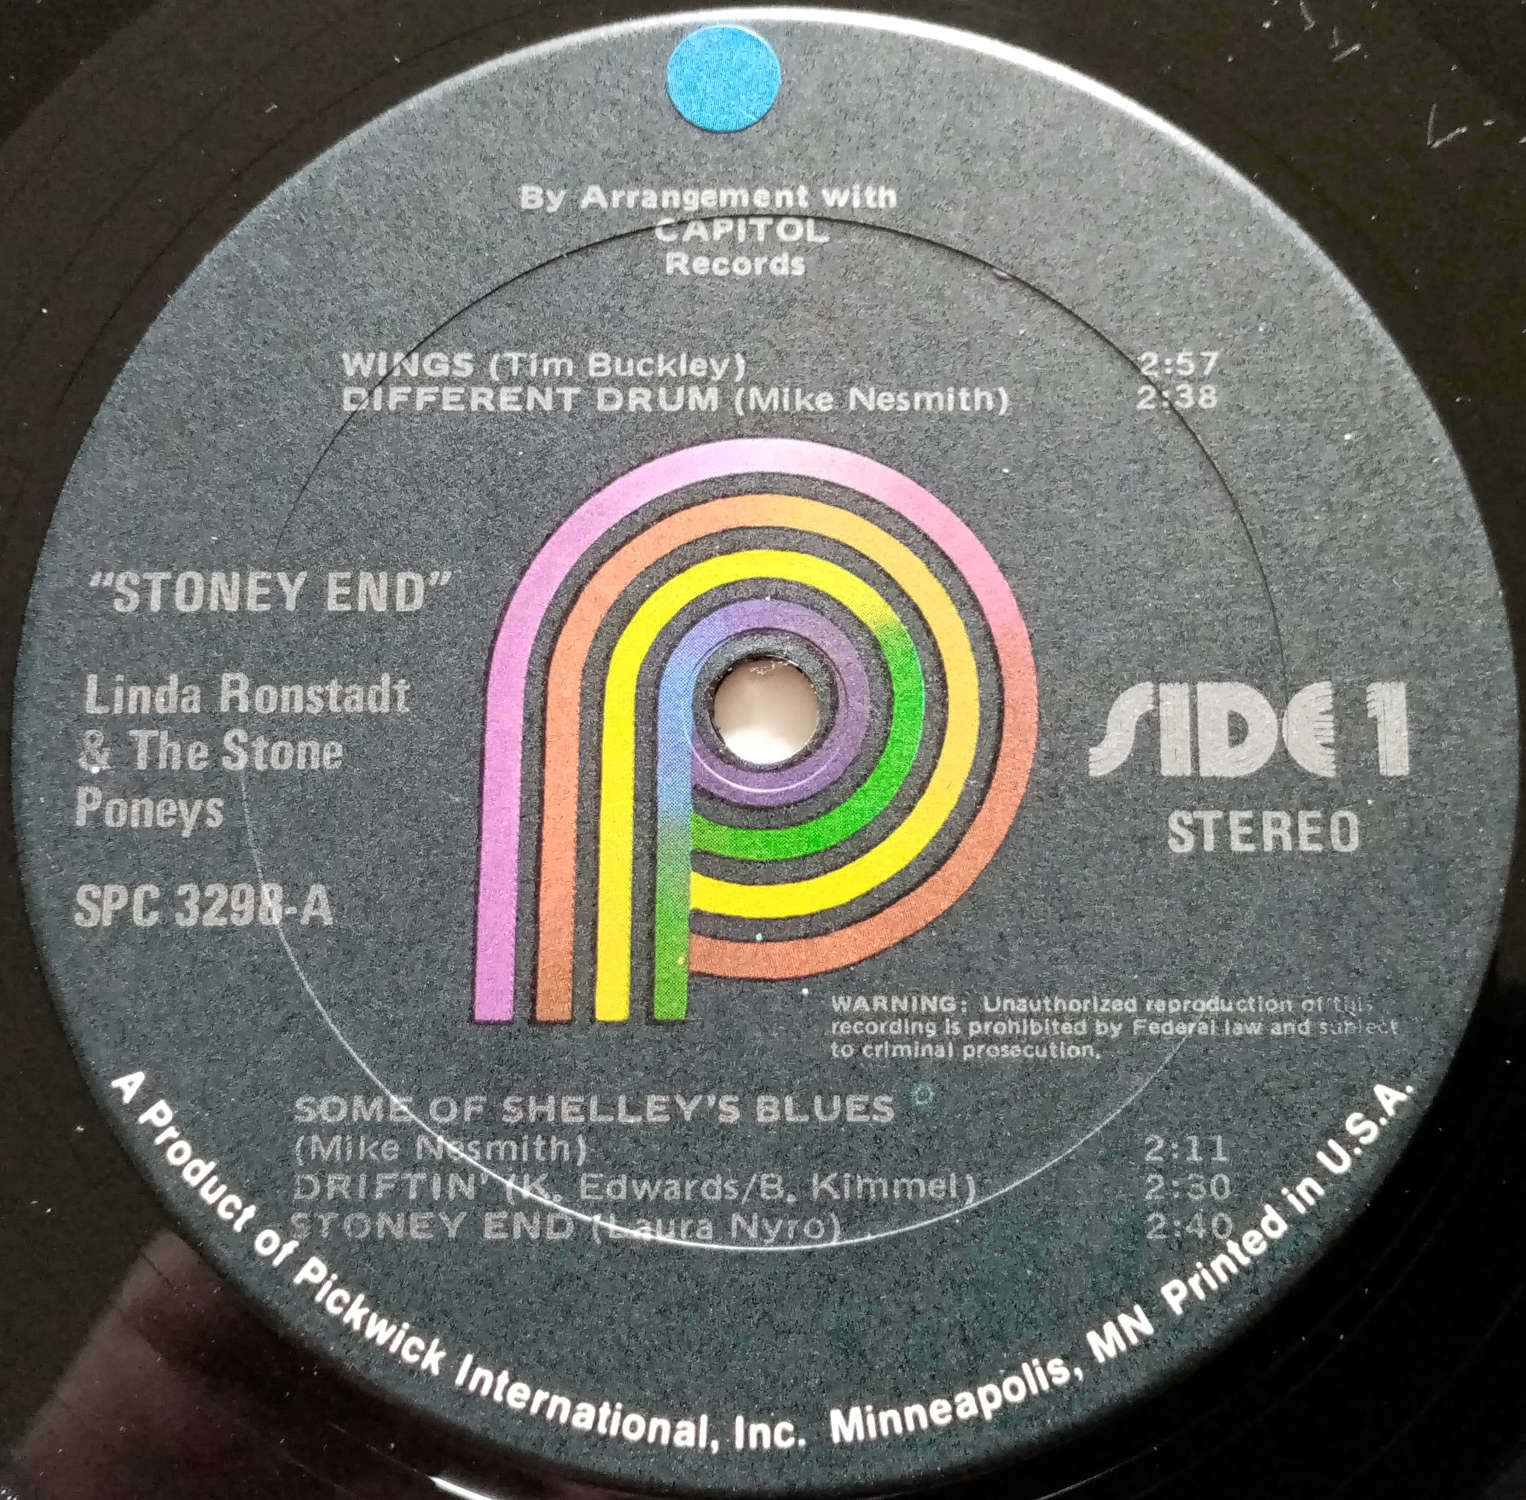 By Arrangement with
CAPITOL
Records
WINGS (Tim Buckley) 2:57
DIFFERENT DRUM (Mike Nesmith) 2:38
"STONEY END"
Linda Ronstadt
& The Stone
Poneys
SPC 3298-A
SIDE 1
STEREO
WARNING: Unauthorized reproduction of this
recording is prohibited by Federal law and subject
to criminal prosecution.
SOME OF SHELLEY'S BLUES
(Mike Nesmith) 2:11
DRIFTIN' (K. Edwards/B. Kimmel) 2:30
STONEY END (Laura Nyro) 2:40
A Product of Pickwick International, Inc. Minneapolis, MN Printed in U.S.A.